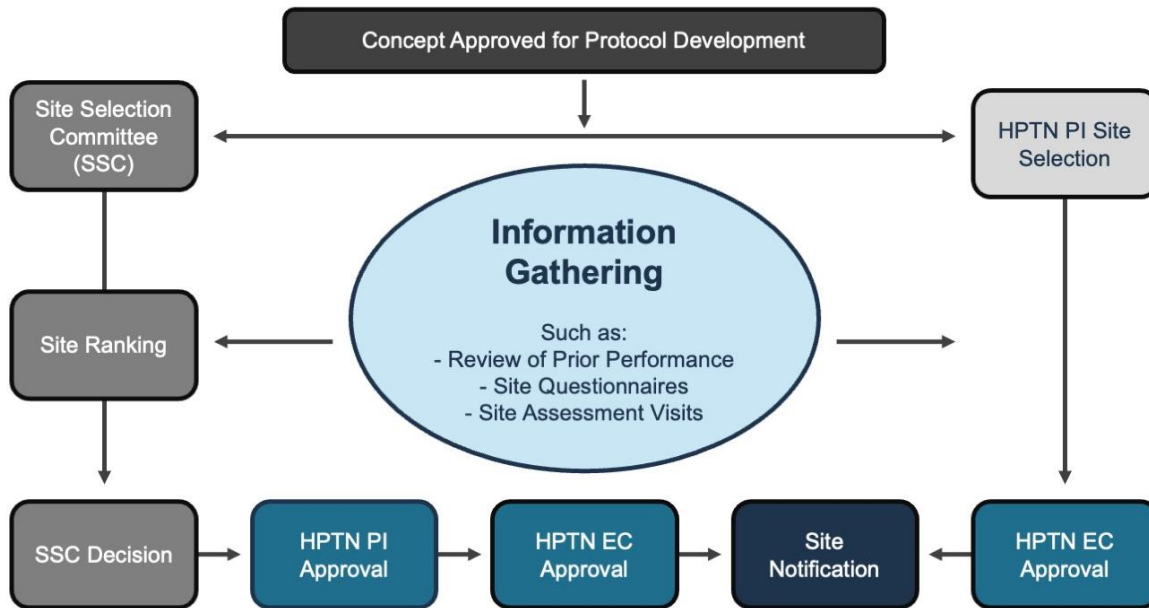 Concept Approved for Protocol Development
Site Selection
Committee
(SSC)
HPTN PI Site
Selection
Information
Gathering
Such as:
- Review of Prior Performance
- Site Questionnaires
- Site Assessment Visits
Site Ranking
SSC Decision
HPTN PI
Approval
HPTN EC
Approval
Site
Notification
HPTN EC
Approval